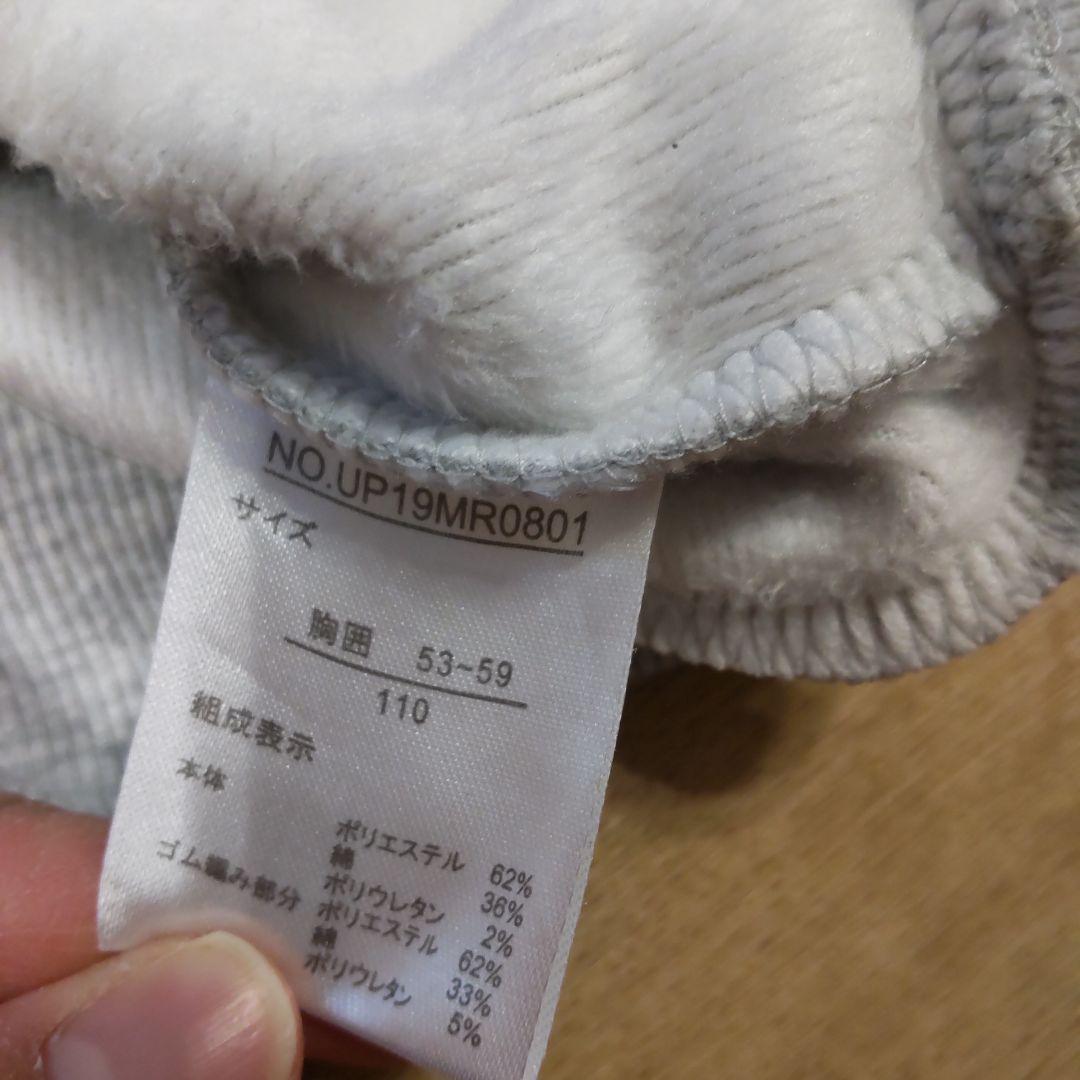 NO.UP19MR0801
サイズ
胸囲 53~59
110
組成表示
本体
ポリエステル 62%
綿 36%
ポリウレタン 2%
ゴム編み部分
ポリエステル 62%
綿 33%
ポリウレタン 5%